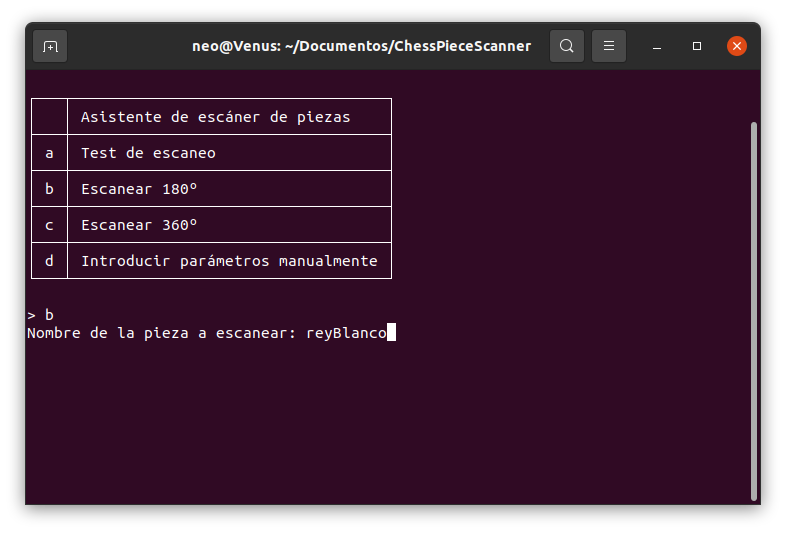 neo@Venus: ~/Documentos/ChessPieceScanner
Asistente de escáner de piezas
a Test de escaneo
b Escanear 180º
c Escanear 360º
d Introducir parámetros manualmente
> b
Nombre de la pieza a escanear: reyBlanco